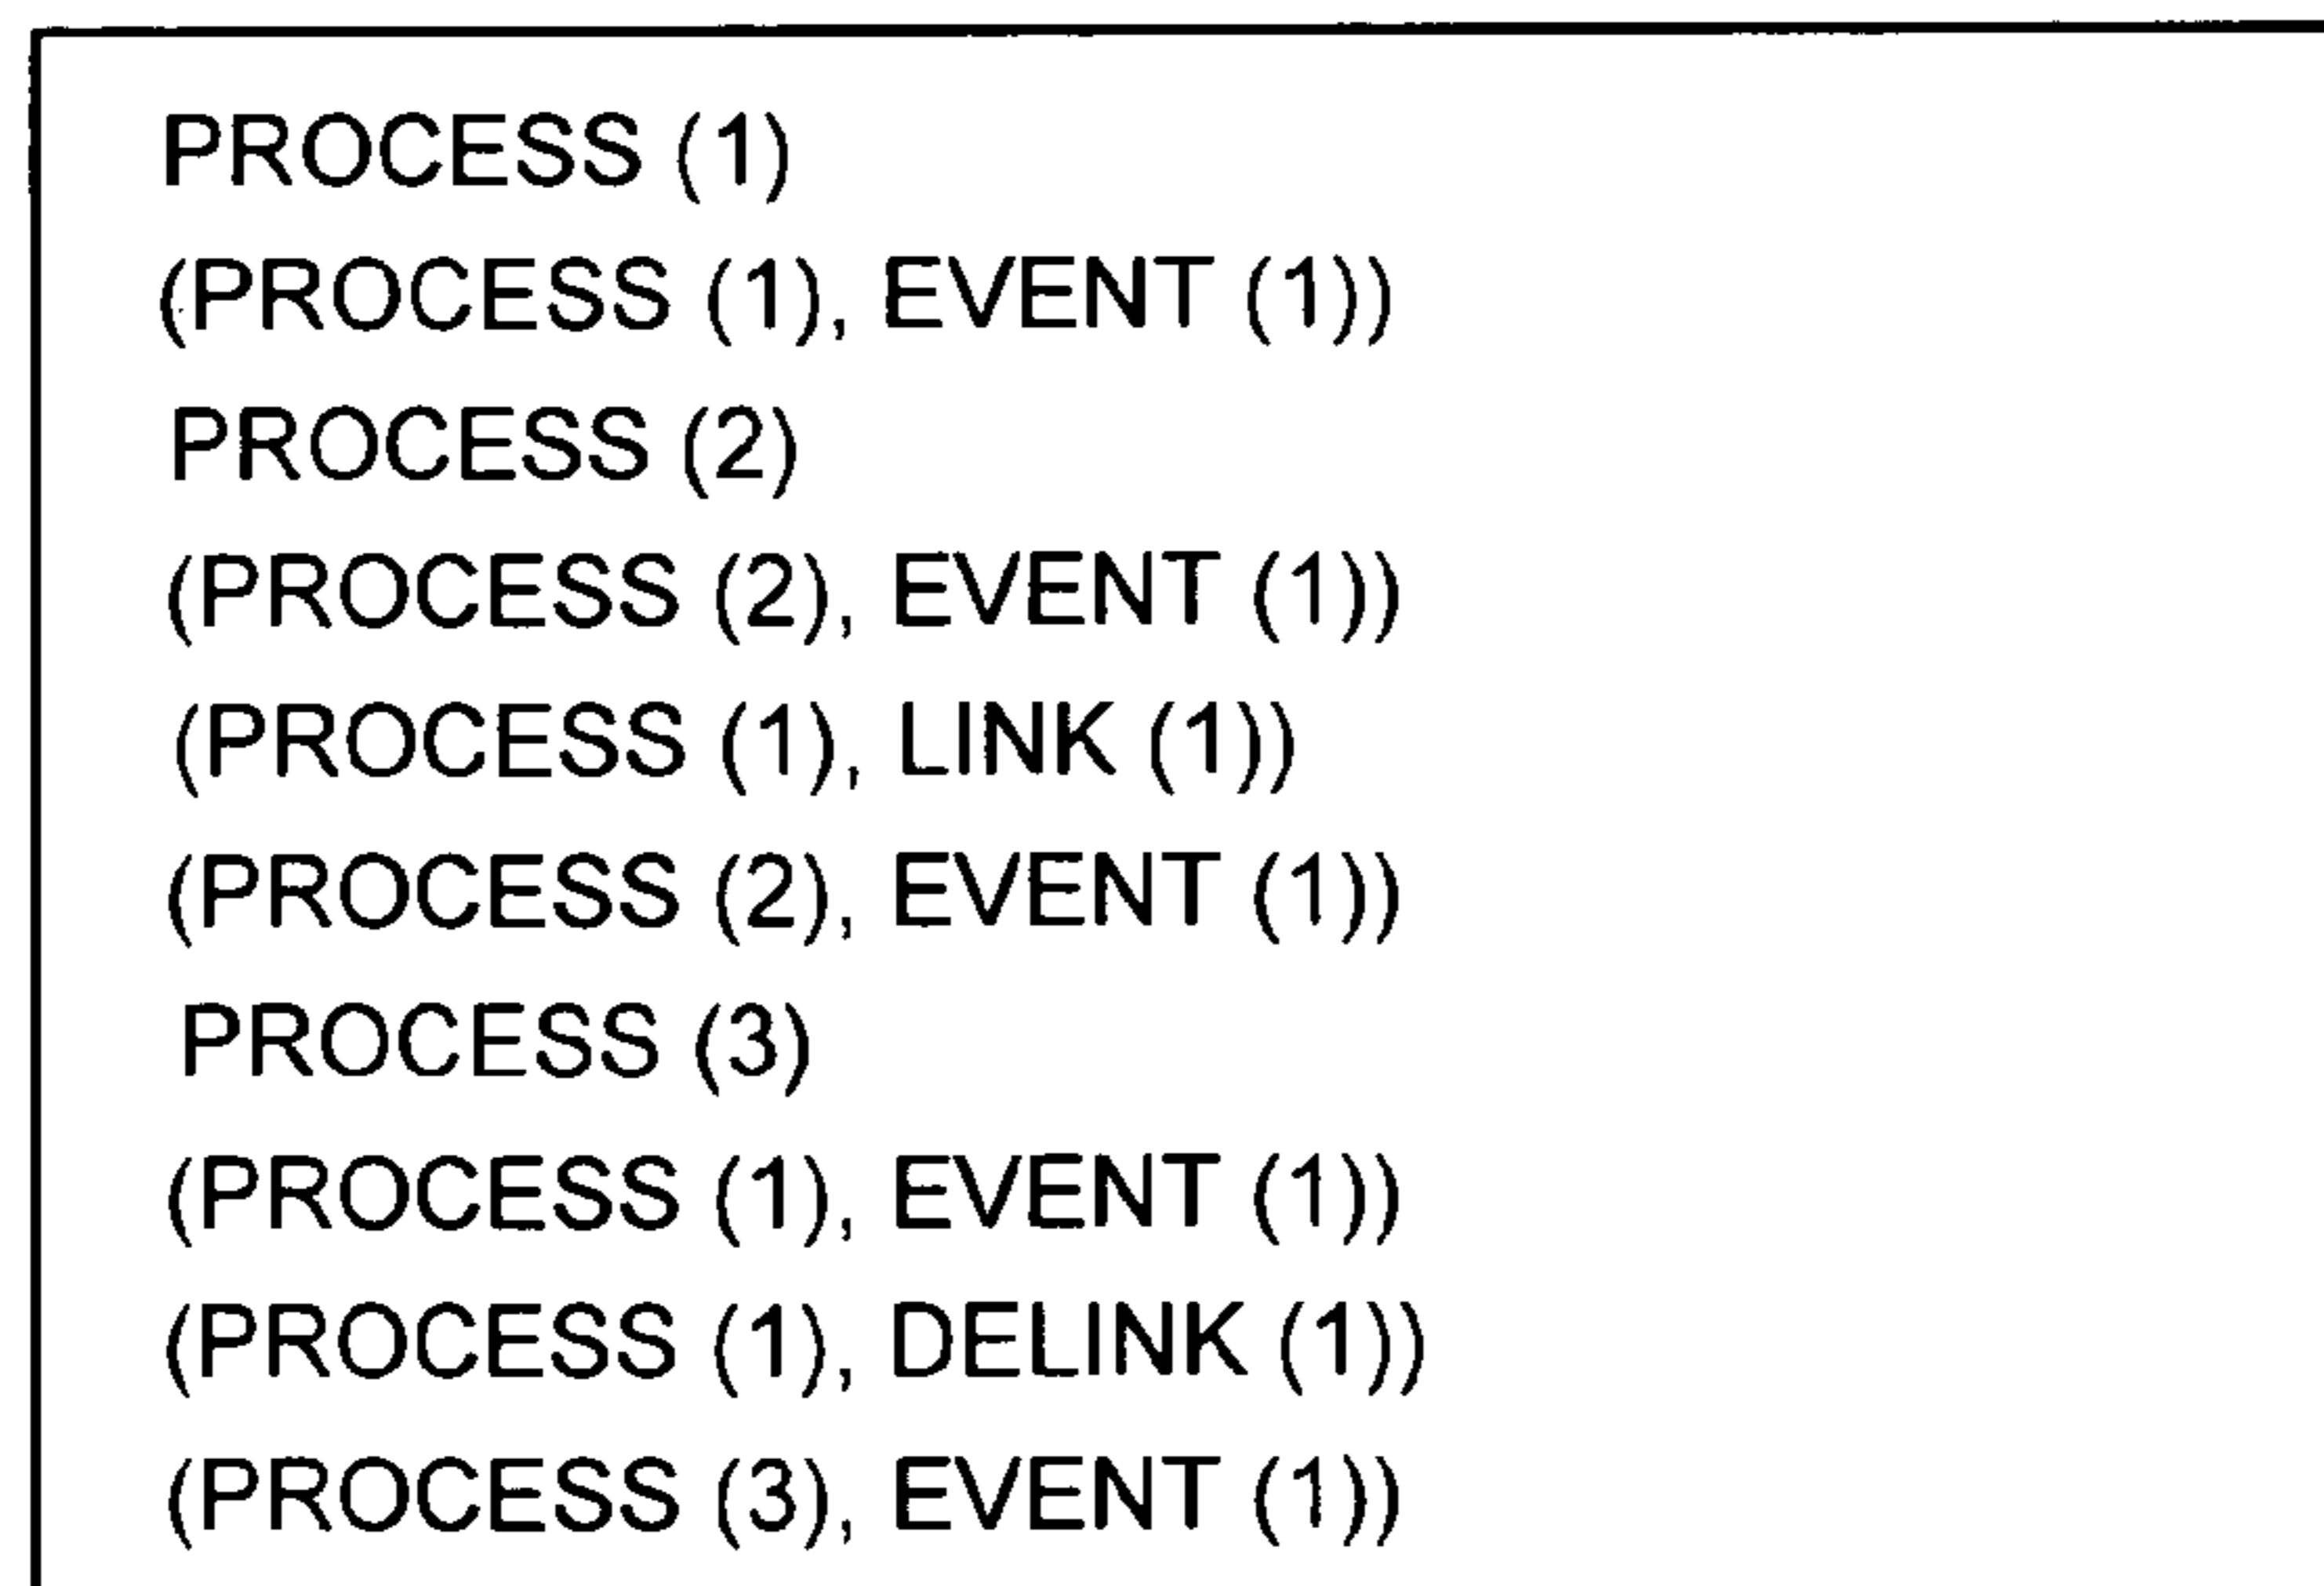 PROCESS (1)
(PROCESS (1), EVENT (1))
PROCESS (2)
(PROCESS (2), EVENT (1))
(PROCESS (1), LINK (1))
(PROCESS (2), EVENT (1))
PROCESS (3)
(PROCESS (1), EVENT (1))
(PROCESS (1), DELINK (1))
(PROCESS (3), EVENT (1))